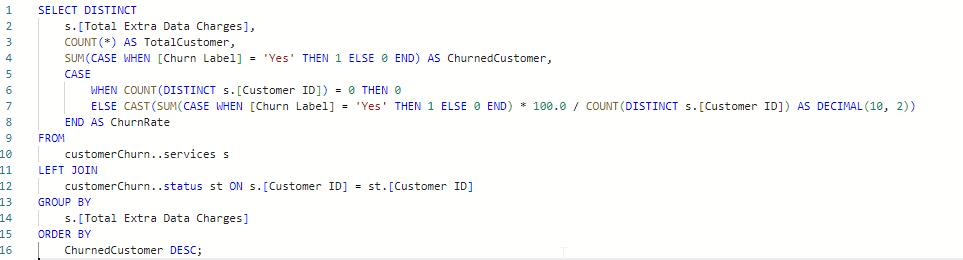 1 SELECT DISTINCT
2 s.[Total Extra Data Charges],
3 COUNT(*) AS TotalCustomer,
4 SUM(CASE WHEN [Churn Label] = 'Yes' THEN 1 ELSE 0 END) AS ChurnedCustomer,
5 CASE
6 WHEN COUNT(DISTINCT s.[Customer ID]) = 0 THEN 0
7 ELSE CAST(SUM(CASE WHEN [Churn Label] = 'Yes' THEN 1 ELSE 0 END) * 100.0 / COUNT(DISTINCT s.[Customer ID]) AS DECIMAL(10, 2))
8 END AS ChurnRate
9 FROM
10 customerChurn..services s
11 LEFT JOIN
12 customerChurn..status st ON s.[Customer ID] = st.[Customer ID]
13 GROUP BY
14 s.[Total Extra Data Charges]
15 ORDER BY
16 ChurnedCustomer DESC;